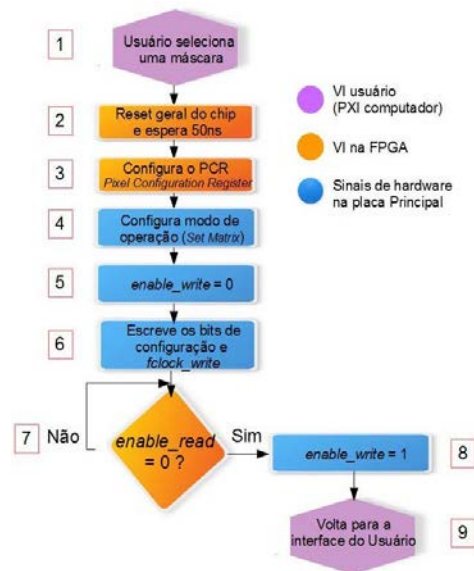 1
Usuário seleciona
uma máscara
2
Reset geral do chip
e espera 50ns
3
Configura o PCR
Pixel Configuration Register
4
Configura modo de
operação (Set Matrix)
5
enable_write = 0
6
Escreve os bits de
configuração e
fclock_write
7
Não
enable_read
= 0 ?
Sim
enable_write = 1
8
Volta para a
interface do Usuário
9
VI usuário
(PXI computador)
VI na FPGA
Sinais de hardware
na placa Principal